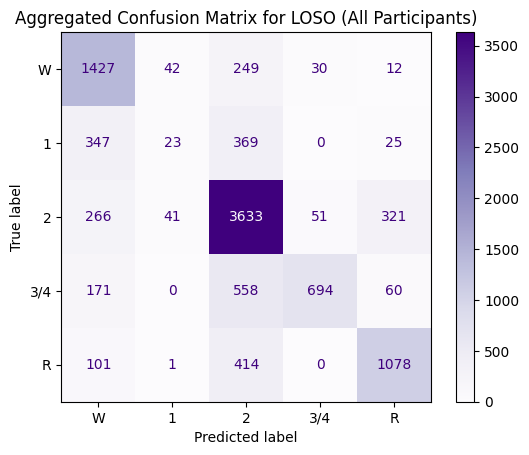 Aggregated Confusion Matrix for LOSO (All Participants)
W 1427 42 249 30 12
1 347 23 369 0 25
2 266 41 3633 51 321
3/4 171 0 558 694 60
R 101 1 414 0 1078
W 1 2 3/4 R
True label
Predicted label
3500
3000
2500
2000
1500
1000
500
0